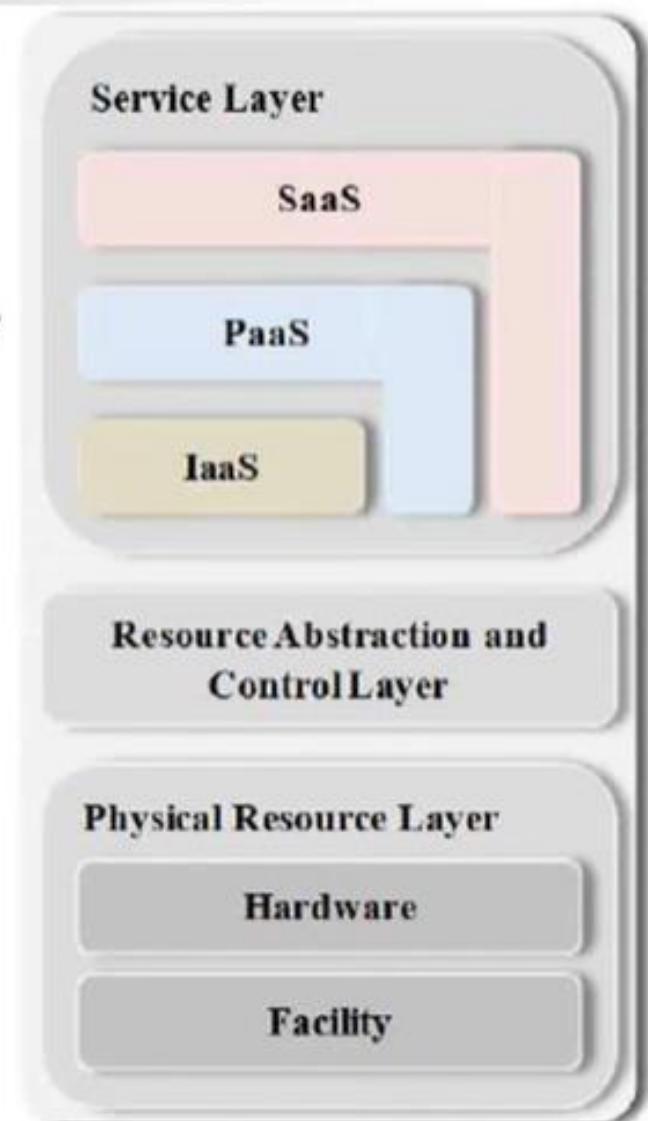 Service Layer
SaaS
PaaS
IaaS
Resource Abstraction and
Control Layer
Physical Resource Layer
Hardware
Facility